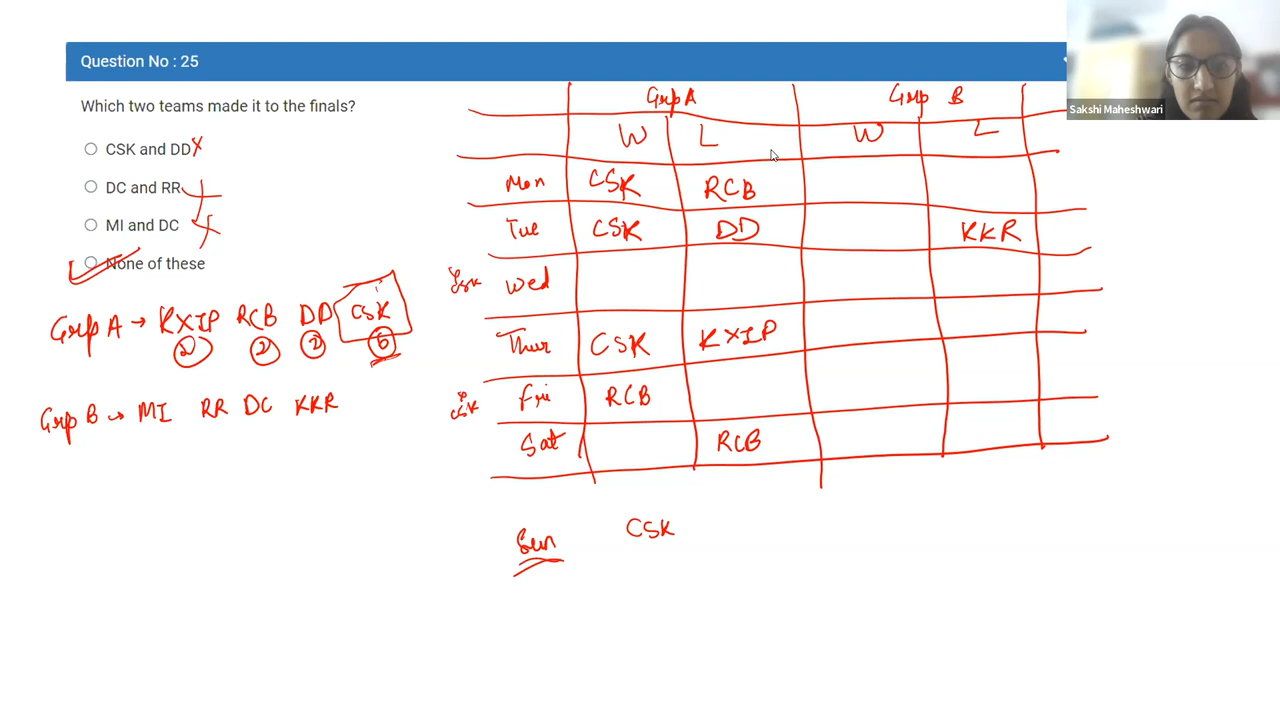 Question No : 25
Which two teams made it to the finals?
CSK and DD x
DC and RR
MI and DC x
None of these
Grp A → KXIP RCB DD CSK
2 2 2 6
Grp B → MI RR DC KKR
Grp A Grp B
W L W L
Mon CSK RCB
Tue CSK DD KKR
Wed
Thur CSK KXIP
CSK Fri RCB
Sat RCB
Sun CSK
Sakshi Maheshwari